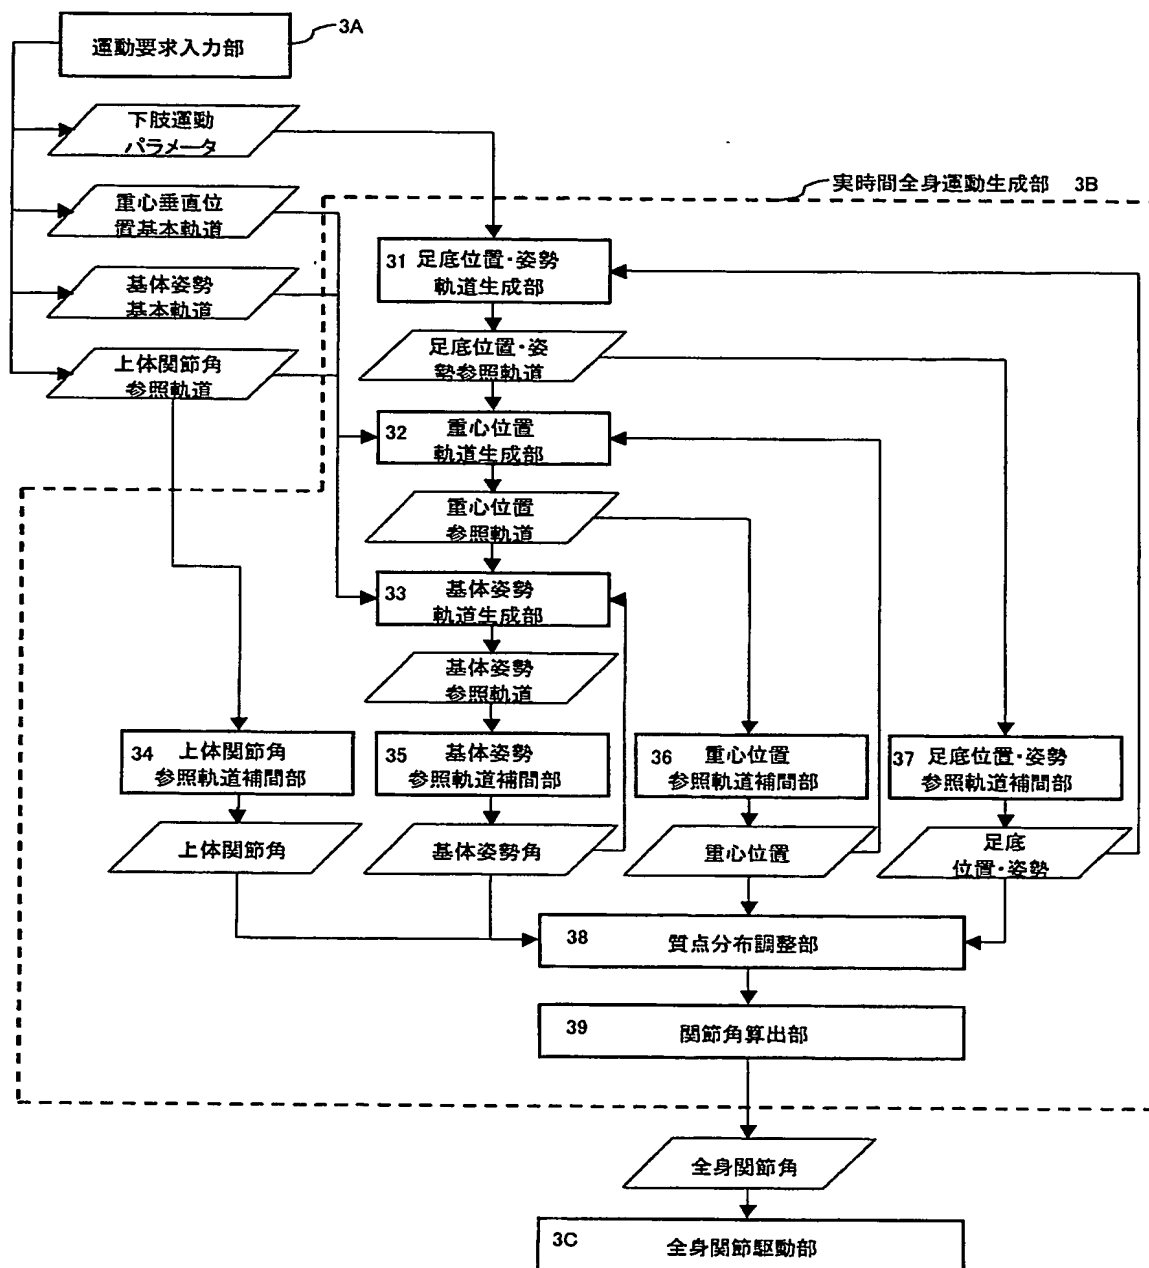 運動要求入力部
3A
下肢運動
パラメータ
重心垂直位
置基本軌道
基体姿勢
基本軌道
上体関節角
参照軌道
実時間全身運動生成部 3B
31 足底位置・姿勢
軌道生成部
足底位置・姿
勢参照軌道
32 重心位置
軌道生成部
重心位置
参照軌道
33 基体姿勢
軌道生成部
基体姿勢
参照軌道
34 上体関節角
参照軌道補間部
35 基体姿勢
参照軌道補間部
36 重心位置
参照軌道補間部
37 足底位置・姿勢
参照軌道補間部
上体関節角
基体姿勢角
重心位置
足底
位置・姿勢
38 質点分布調整部
39 関節角算出部
全身関節角
3C 全身関節駆動部